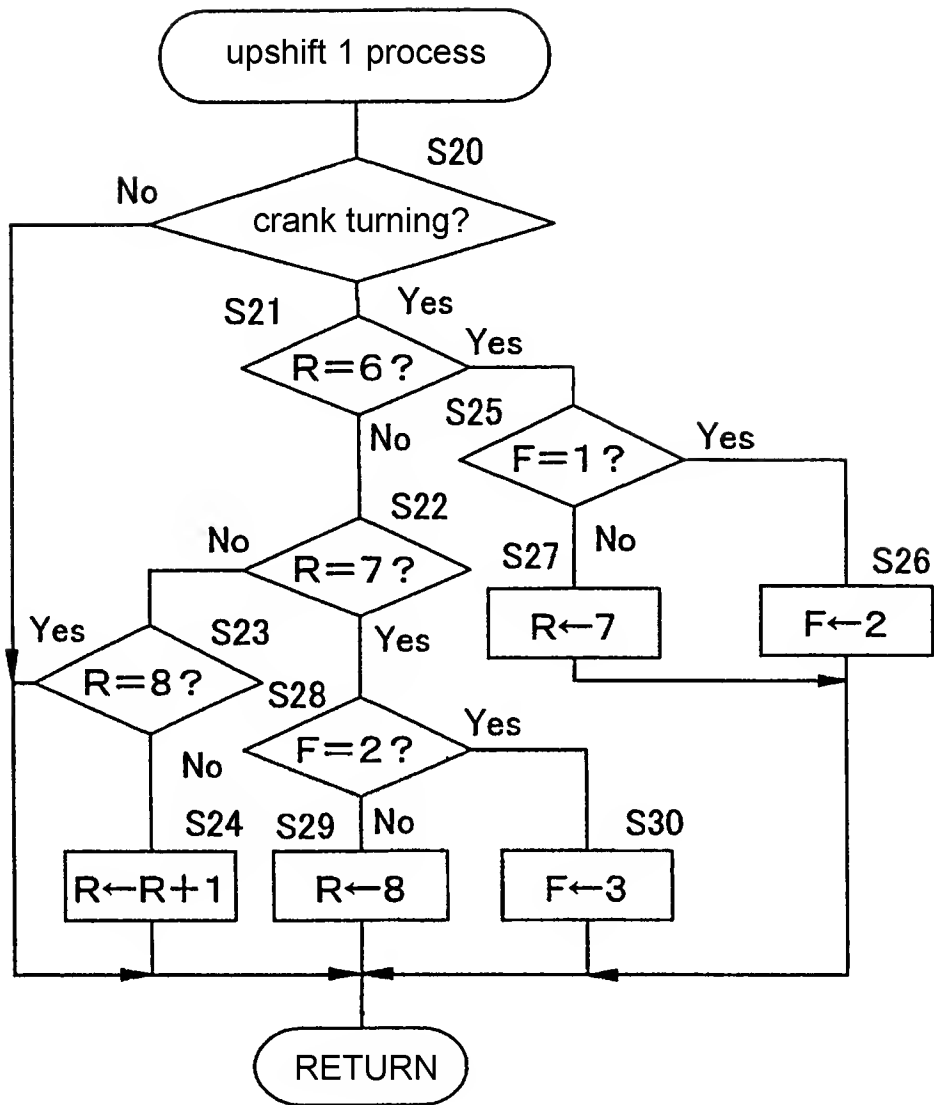 upshift 1 process
S20
No
crank turning?
Yes
S21
Yes
R=6?
S25
No
Yes
F=1?
S22
No
No
S27
S26
R=7?
R←7
F←2
Yes
S23
Yes
R=8?
S28
Yes
F=2?
No
S24
S29
No
S30
R←R+1
R←8
F←3
RETURN